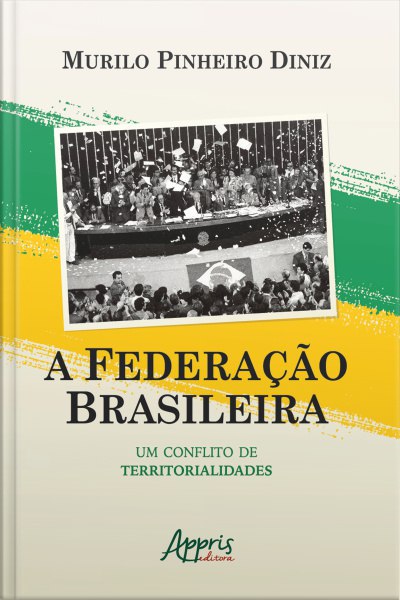 MURILO PINHEIRO DINIZ
A FEDERAÇÃO
BRASILEIRA
UM CONFLITO DE
TERRITORIALIDADES
Appris
editora